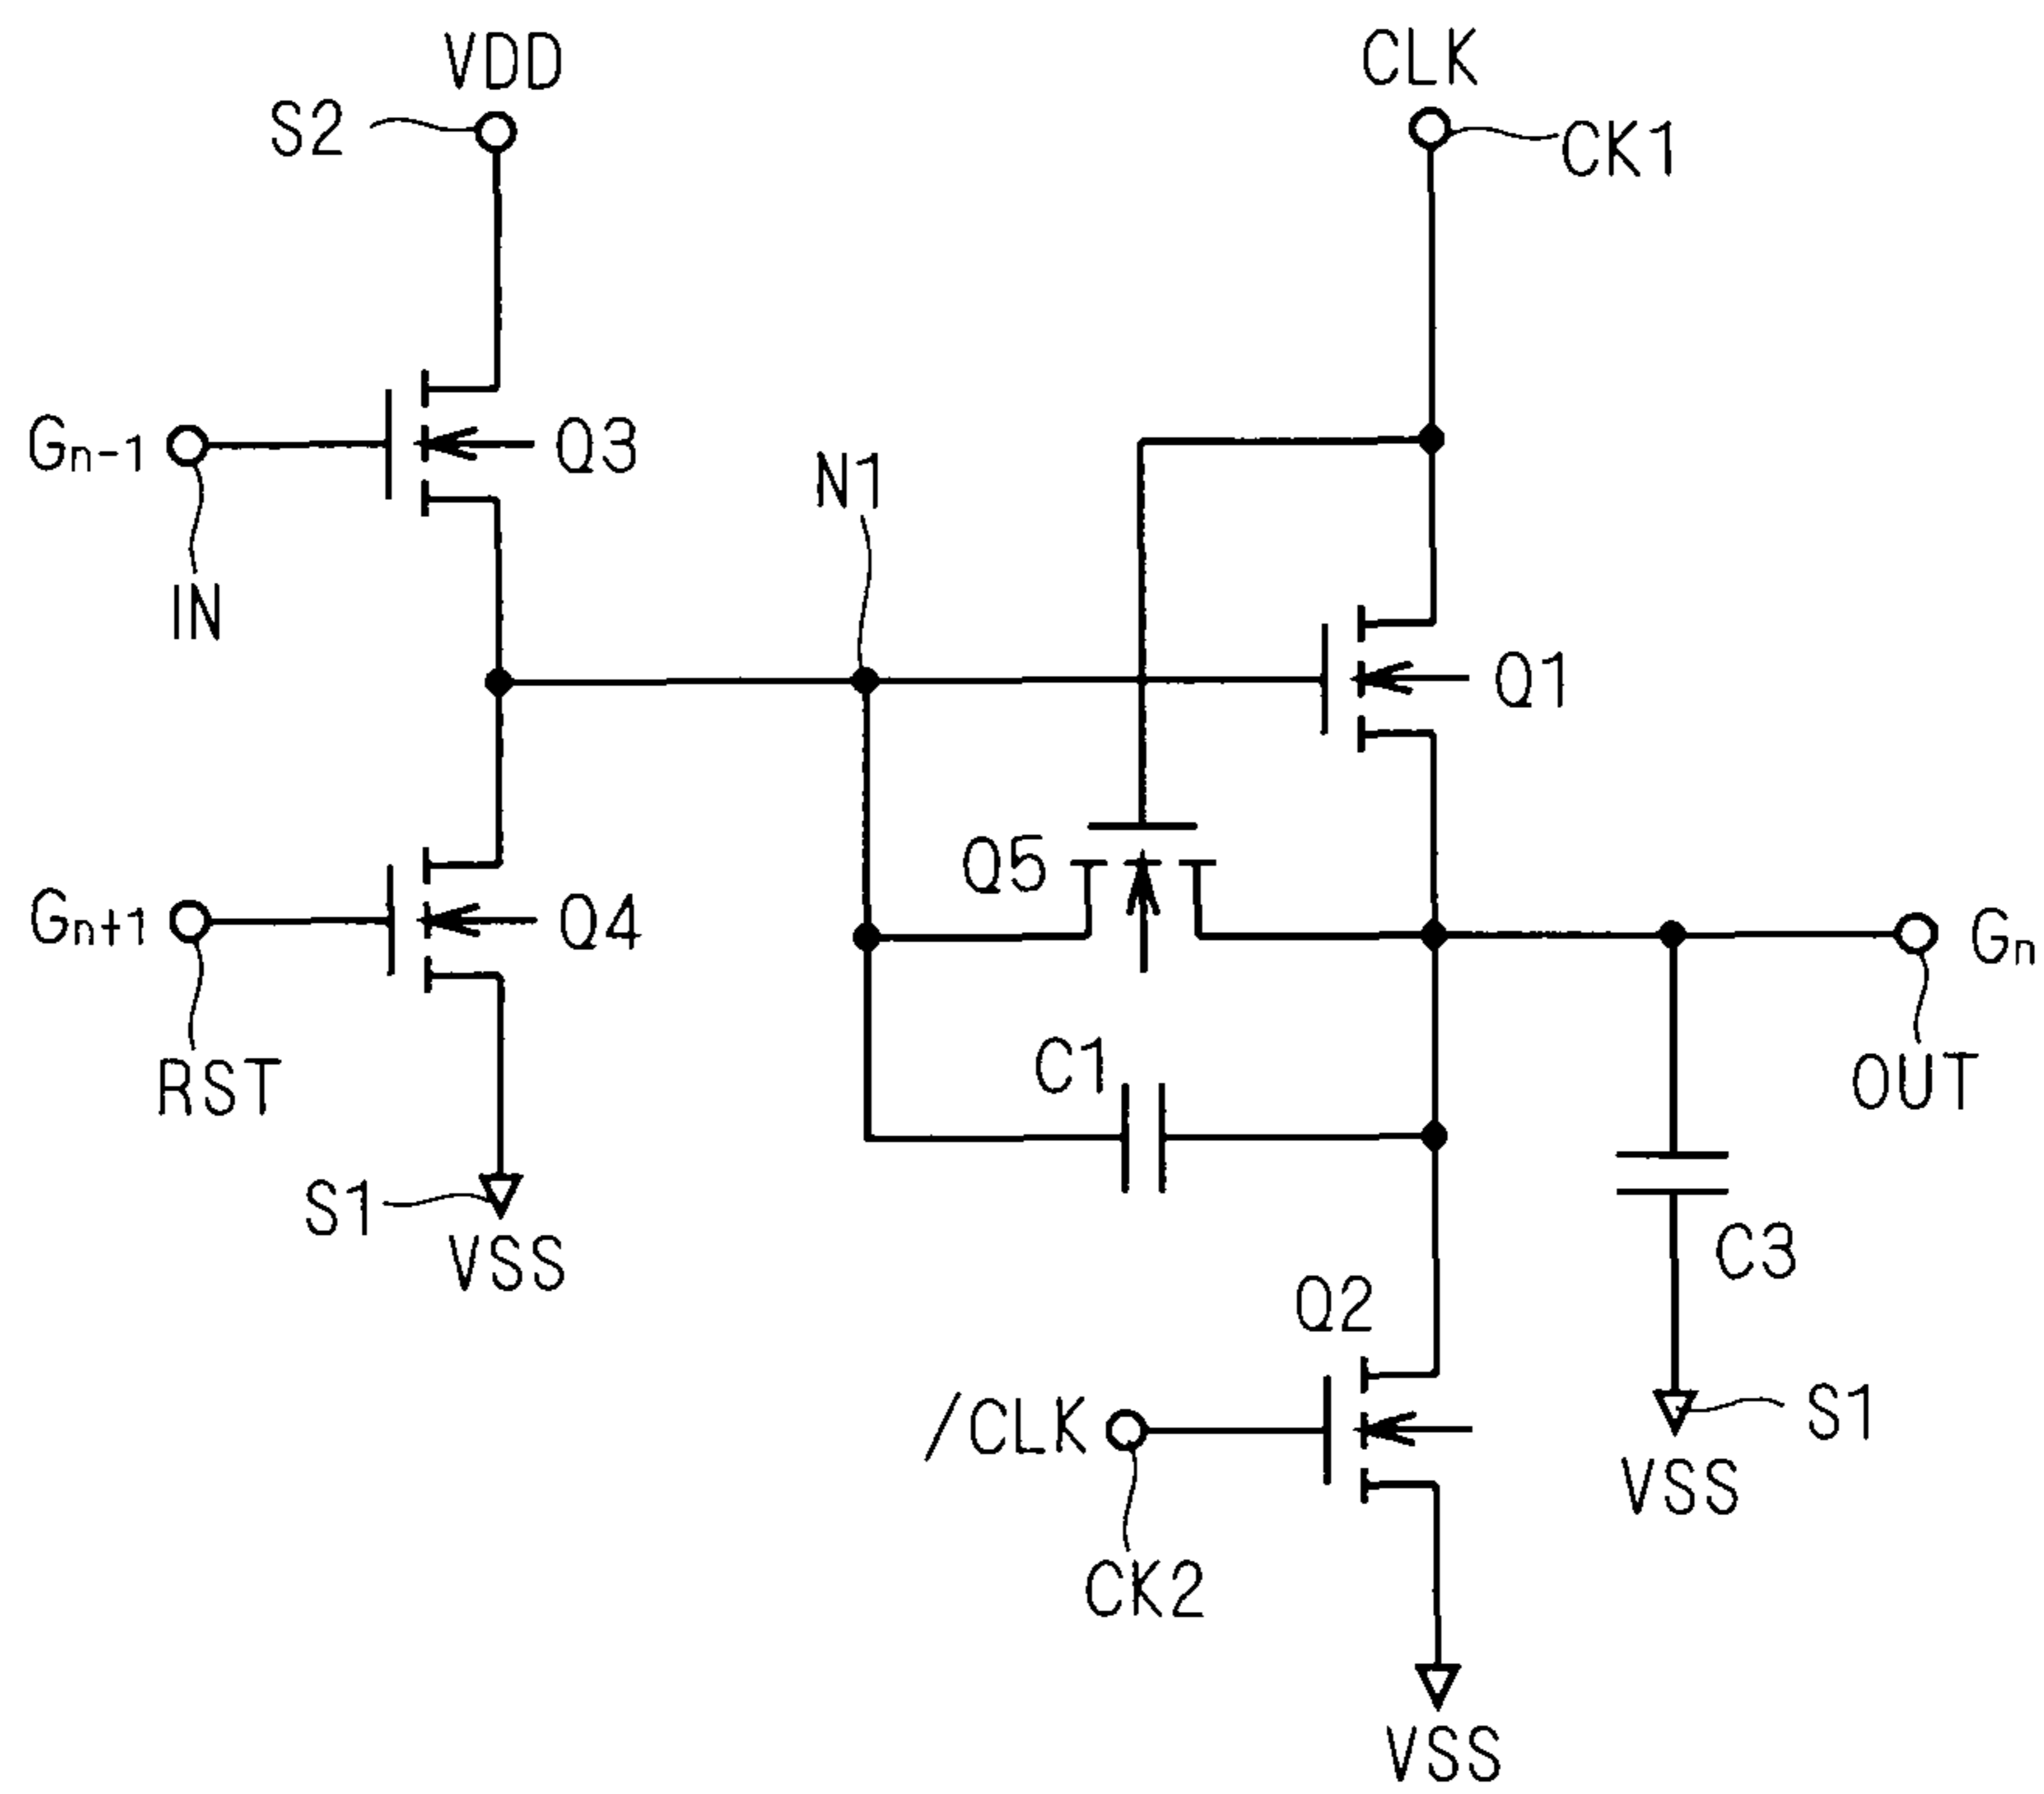 VDD
CLK
S2
CK1
Gn-1
Q3
N1
IN
Q1
Q5
Gn+1
Q4
Gn
C1
RST
OUT
S1
VSS
C3
Q2
/CLK
S1
VSS
CK2
VSS